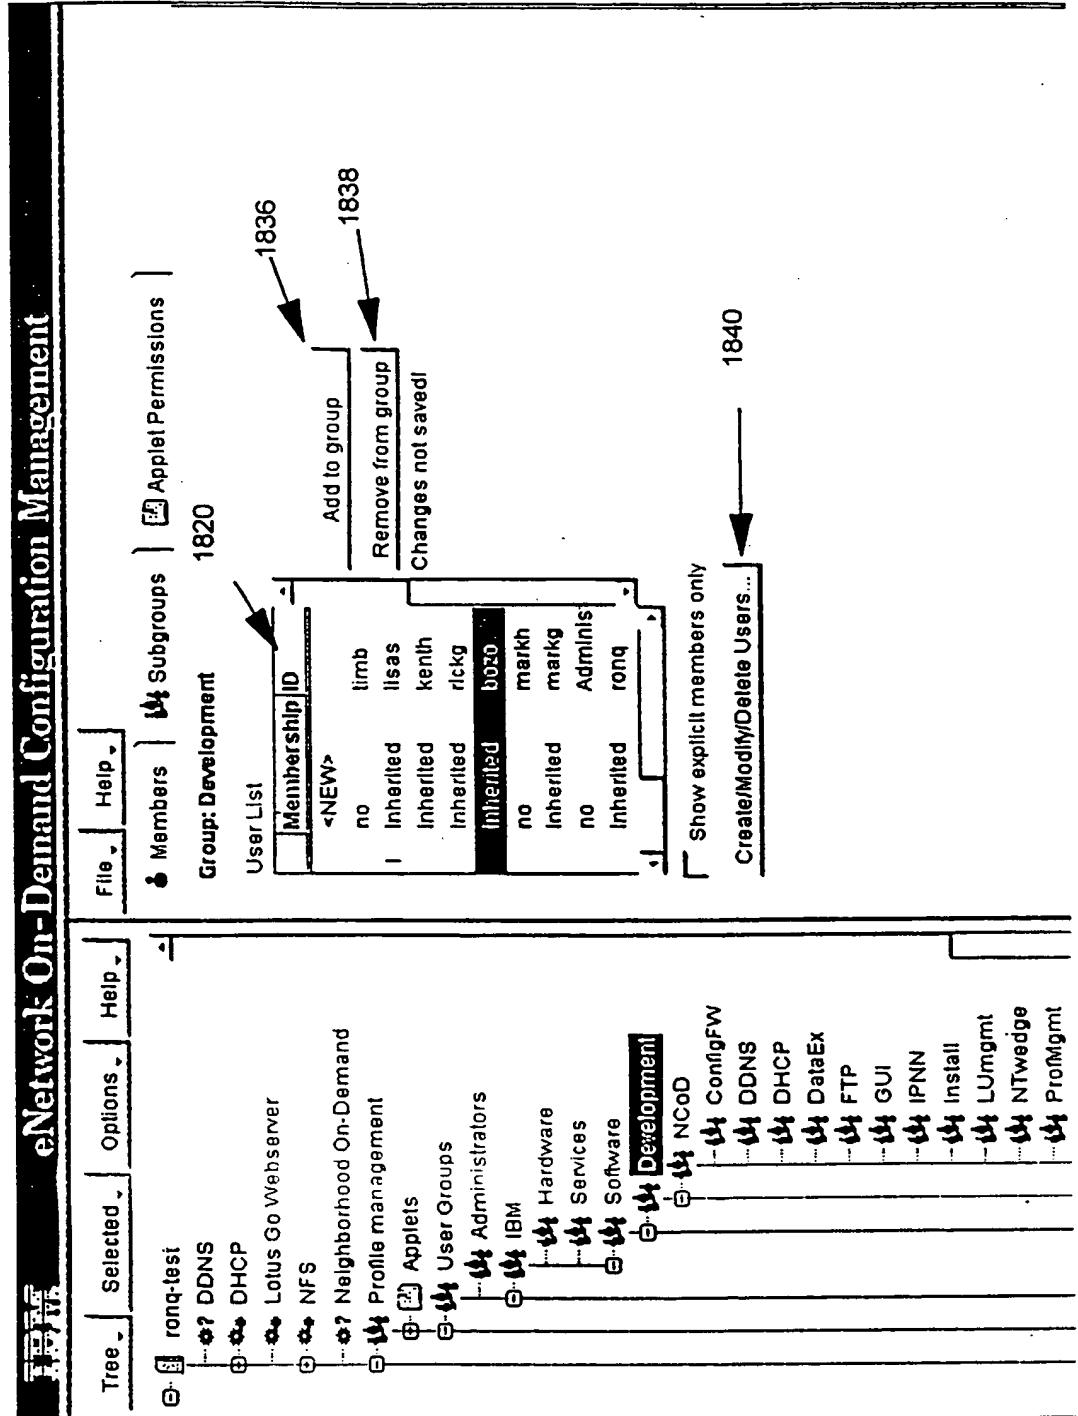 eNetwork On-Demand Configuration Management
IBM
Tree Selected Options Help
ronq-test
DDNS
DHCP
Lotus Go Webserver
NFS
Neighborhood On-Demand
Profile management
Applets
User Groups
Administrators
IBM
Hardware
Services
Software
Development
NCoD
ConfigFW
DDNS
DHCP
DataEx
FTP
GUI
IPNN
Install
LUmgmt
NTwedge
ProfMgmt
File Help
Members Subgroups Applet Permissions
Group: Development
1820
User List
Membership ID
<NEW>
no timb
Inherited lisas
Inherited kenth
Inherited rickg
Inherited bozo
no markh
Inherited markg
no Adminis
Inherited ronq
Add to group
1836
Remove from group
1838
Changes not saved!
Show explicit members only
Create/Modify/Delete Users...
1840